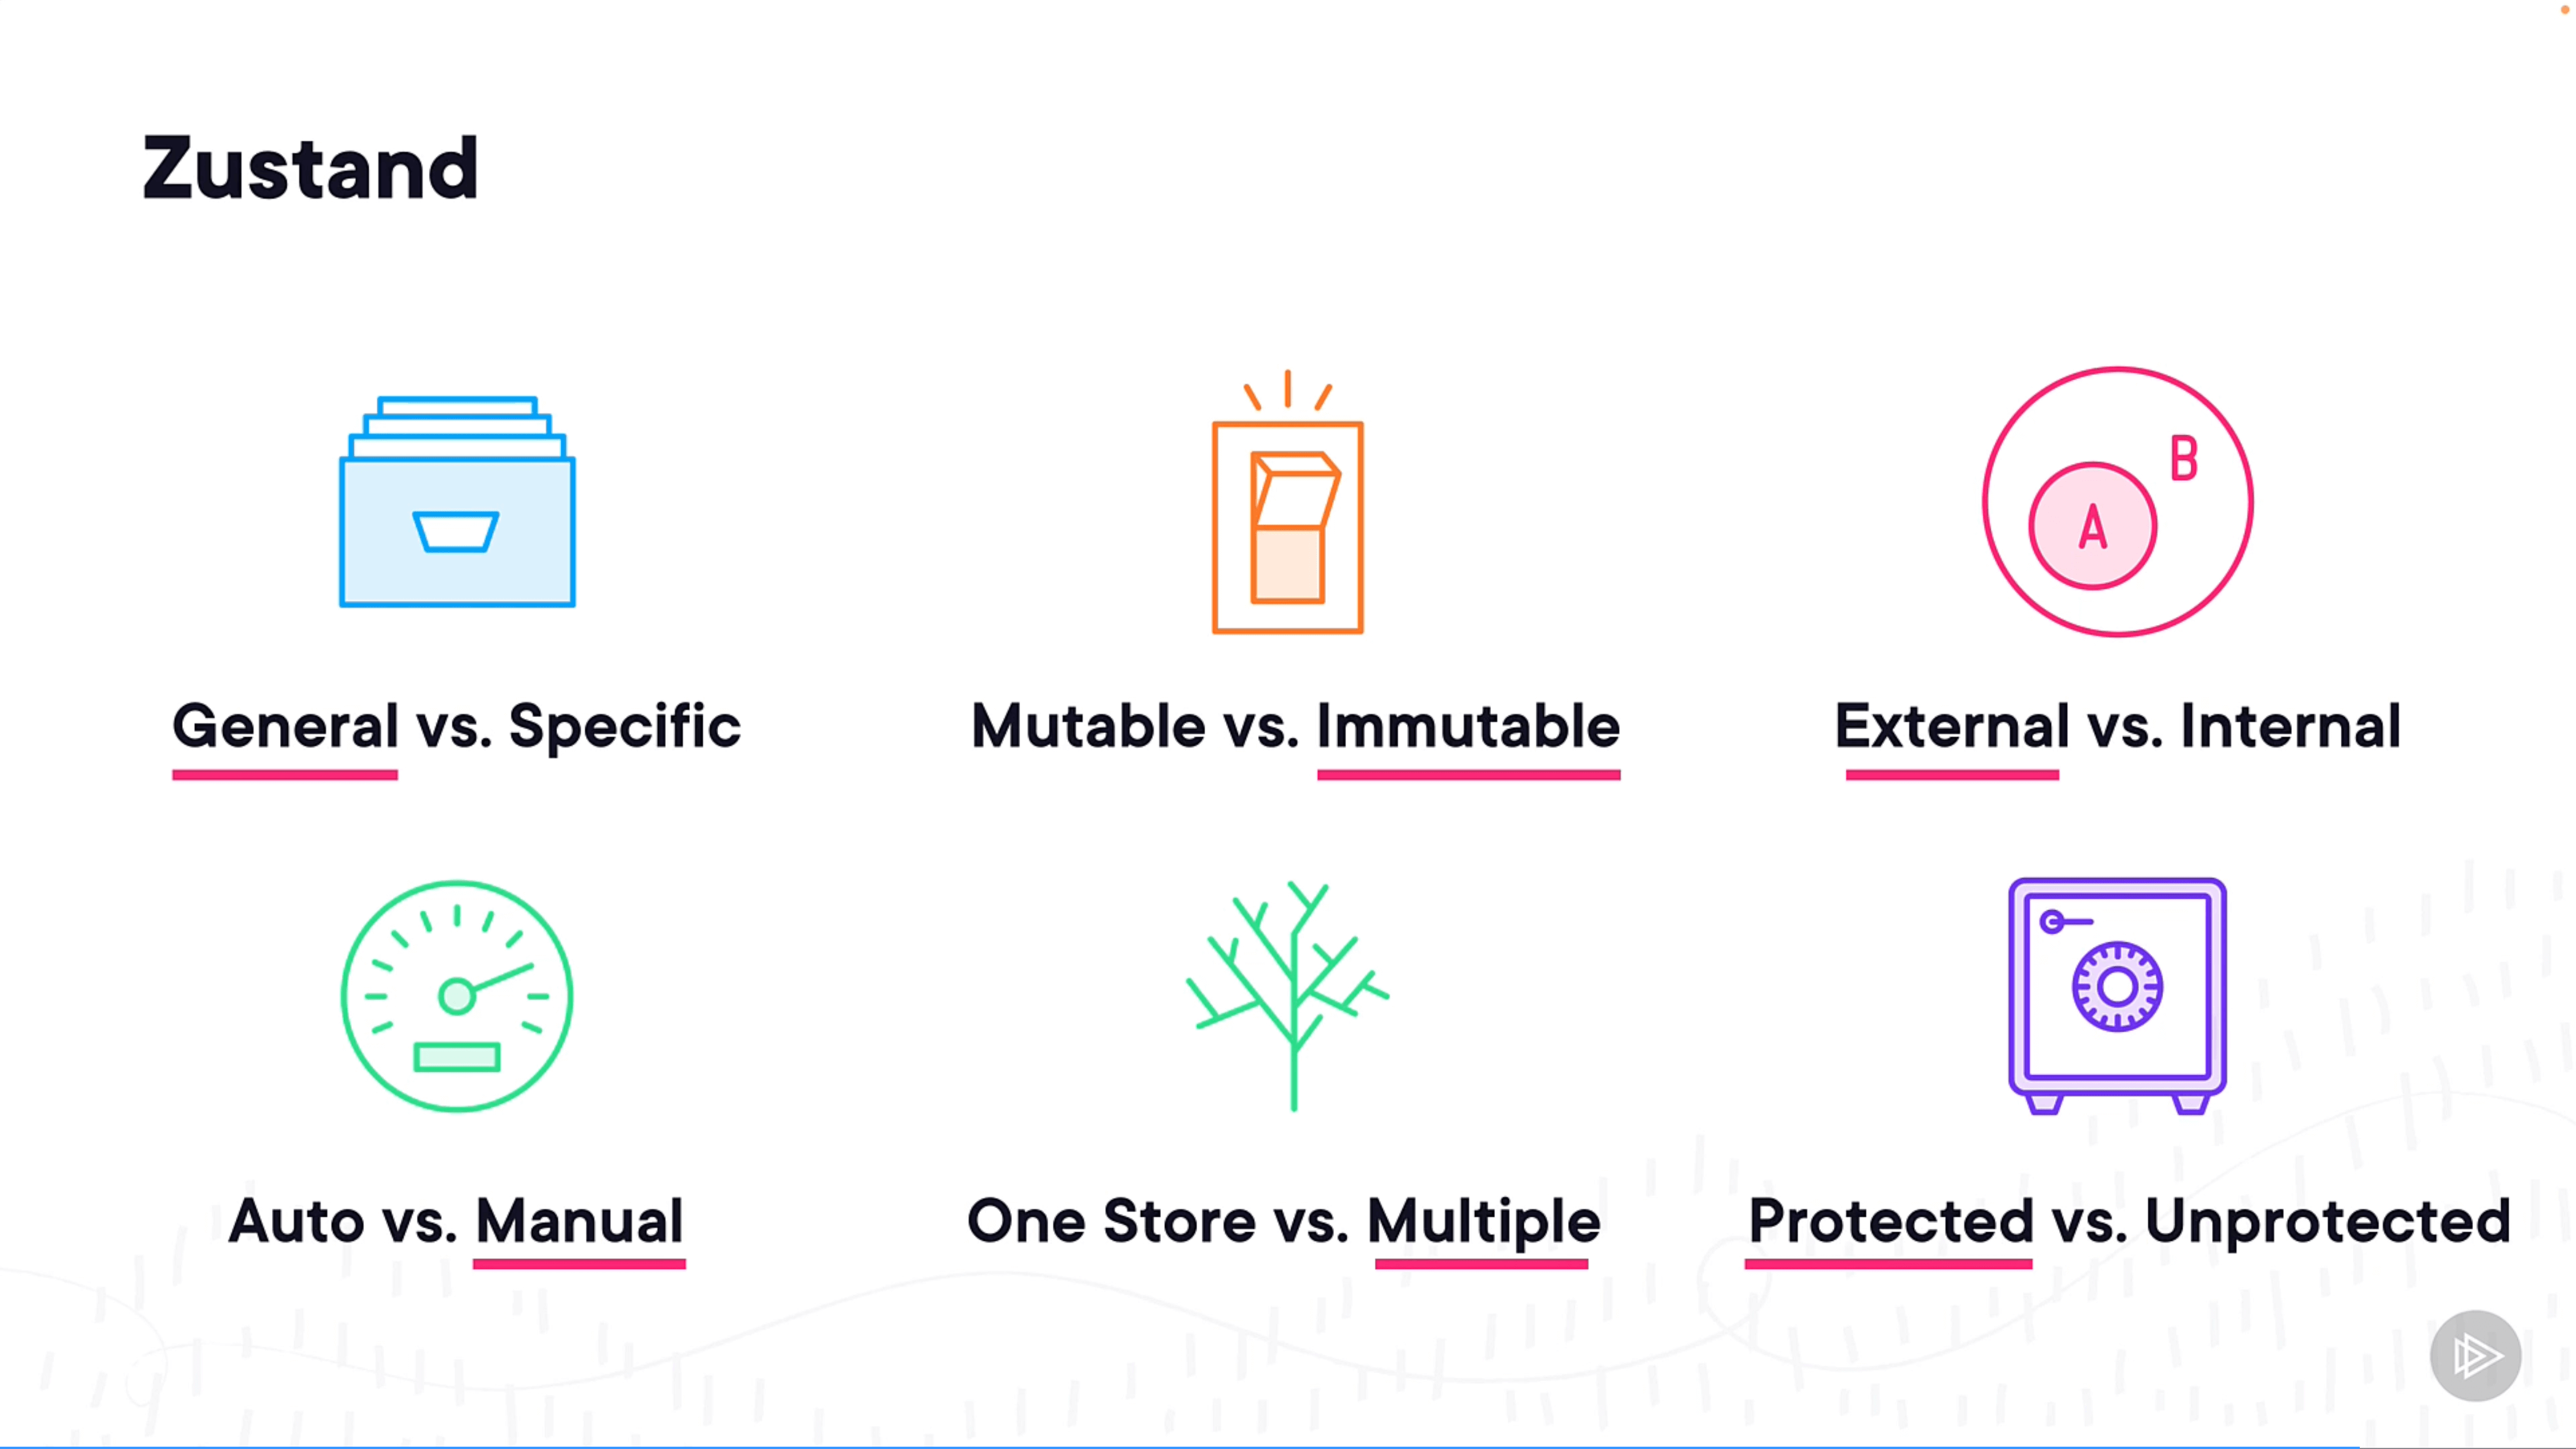 Zustand
B
A
General vs. Specific
Mutable vs. Immutable
External vs. Internal
Auto vs. Manual
One Store vs. Multiple
Protected vs. Unprotected